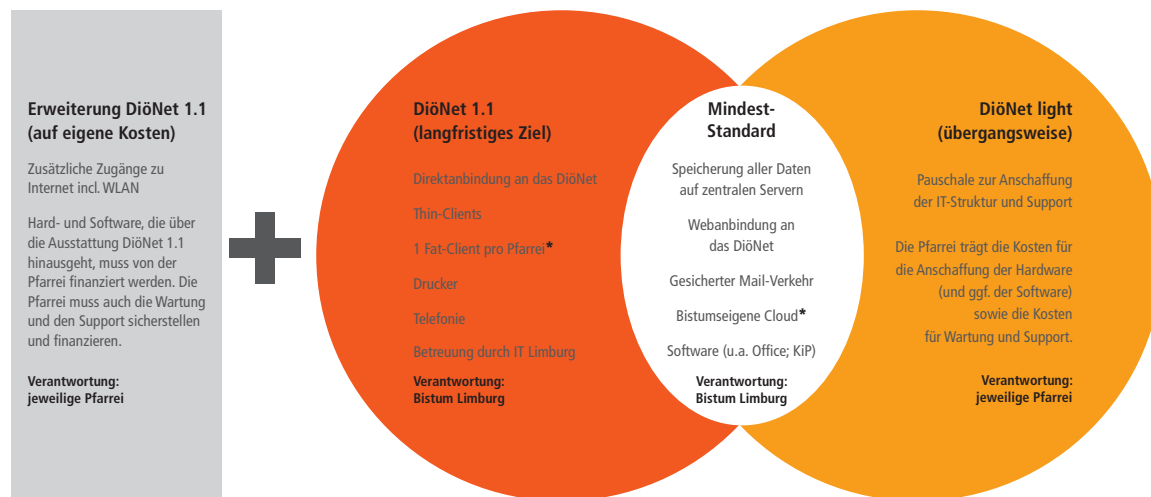 Erweiterung DiöNet 1.1
(auf eigene Kosten)
Zusätzliche Zugänge zu
Internet incl. WLAN
Hard- und Software, die über
die Ausstattung DiöNet 1.1
hinausgeht, muss von der
Pfarrei finanziert werden. Die
Pfarrei muss auch die Wartung
und den Support sicherstellen
und finanzieren.
Verantwortung:
jeweilige Pfarrei
DiöNet 1.1
(langfristiges Ziel)
Direktanbindung an das DiöNet
Thin-Clients
1 Fat-Client pro Pfarrei*
Drucker
Telefonie
Betreuung durch IT Limburg
Verantwortung:
Bistum Limburg
Mindest-
Standard
Speicherung aller Daten
auf zentralen Servern
Webanbindung an
das DiöNet
Gesicherter Mail-Verkehr
Bistumseigene Cloud*
Software (u.a. Office; KiP)
Verantwortung:
Bistum Limburg
DiöNet light
(übergangsweise)
Pauschale zur Anschaffung
der IT-Struktur und Support
Die Pfarrei trägt die Kosten für
die Anschaffung der Hardware
(und ggf. der Software)
sowie die Kosten
für Wartung und Support.
Verantwortung:
jeweilige Pfarrei